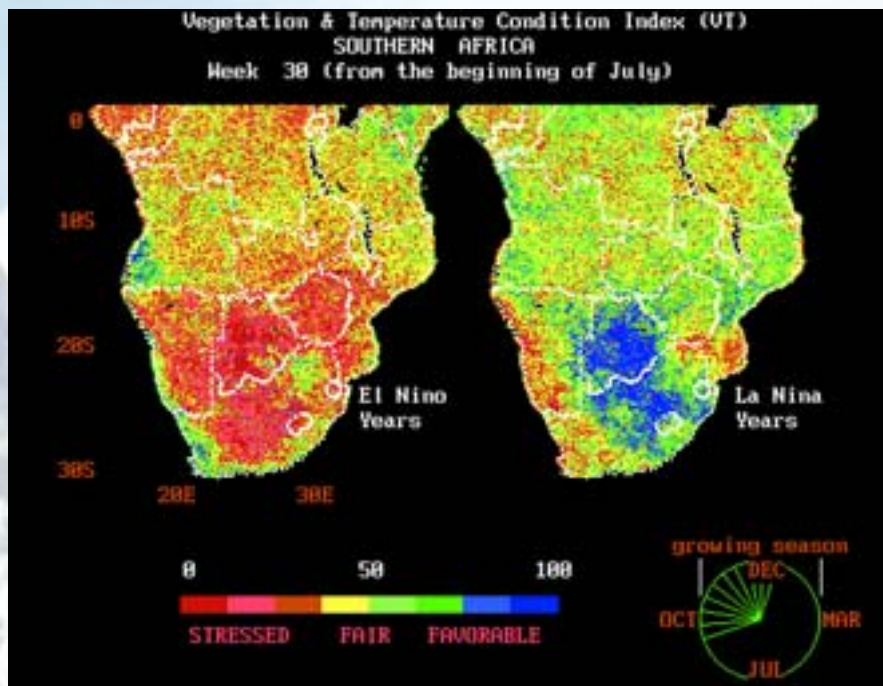 Vegetation & Temperature Condition Index (VT)
SOUTHERN AFRICA
Week 30 (from the beginning of July)
0
10S
20S
30S
20E
30E
El Nino
Years
La Nina
Years
0 50 100
STRESSED FAIR FAVORABLE
growing season
DEC
OCT
MAR
JUL